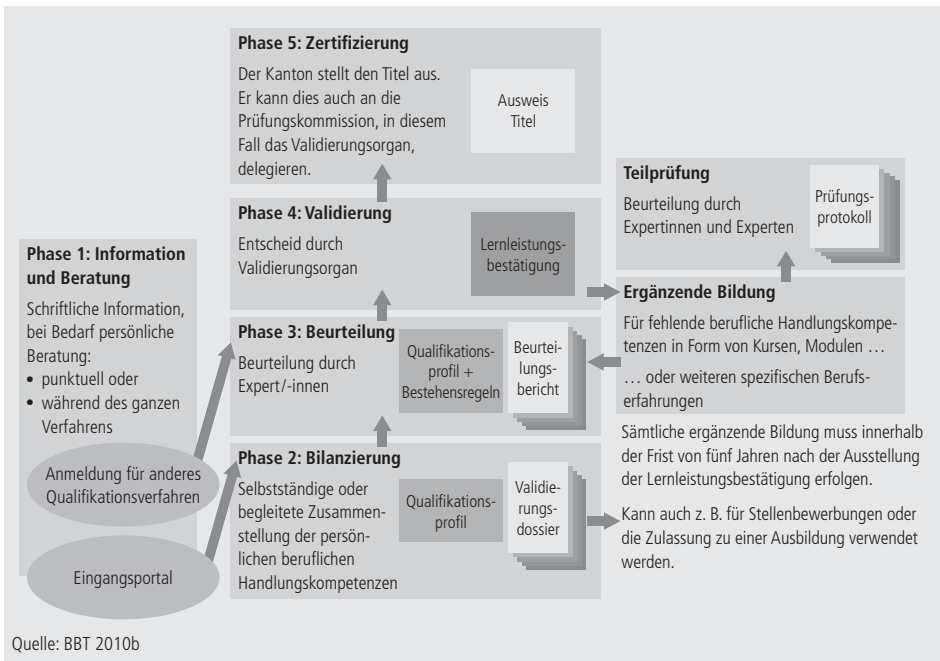 Phase 5: Zertifizierung
Der Kanton stellt den Titel aus.
Er kann dies auch an die
Prüfungskommission, in diesem
Fall das Validierungsorgan,
delegieren.
Ausweis
Titel
Teilprüfung
Beurteilung durch
Expertinnen und Experten
Prüfungs-
protokoll
Phase 4: Validierung
Entscheid durch
Validierungsorgan
Lernleistungs-
bestätigung
Phase 1: Information
und Beratung
Schriftliche Information,
bei Bedarf persönliche
Beratung:
• punktuell oder
• während des ganzen
Verfahrens
Anmeldung für anderes
Qualifikationsverfahren
Eingangsportal
Ergänzende Bildung
Für fehlende berufliche Handlungskompe-
tenzen in Form von Kursen, Modulen …
… oder weiteren spezifischen Berufs-
erfahrungen
Phase 3: Beurteilung
Beurteilung durch
Expert/-innen
Qualifikations-
profil +
Bestehensregeln
Beurtei-
lungs-
bericht
Sämtliche ergänzende Bildung muss innerhalb
der Frist von fünf Jahren nach der Ausstellung
der Lernleistungsbestätigung erfolgen.
Phase 2: Bilanzierung
Selbstständige oder
begleitete Zusammen-
stellung der persön-
lichen beruflichen
Handlungskompetenzen
Qualifikations-
profil
Validie-
rungs-
dossier
Kann auch z. B. für Stellenbewerbungen oder
die Zulassung zu einer Ausbildung verwendet
werden.
Quelle: BBT 2010b